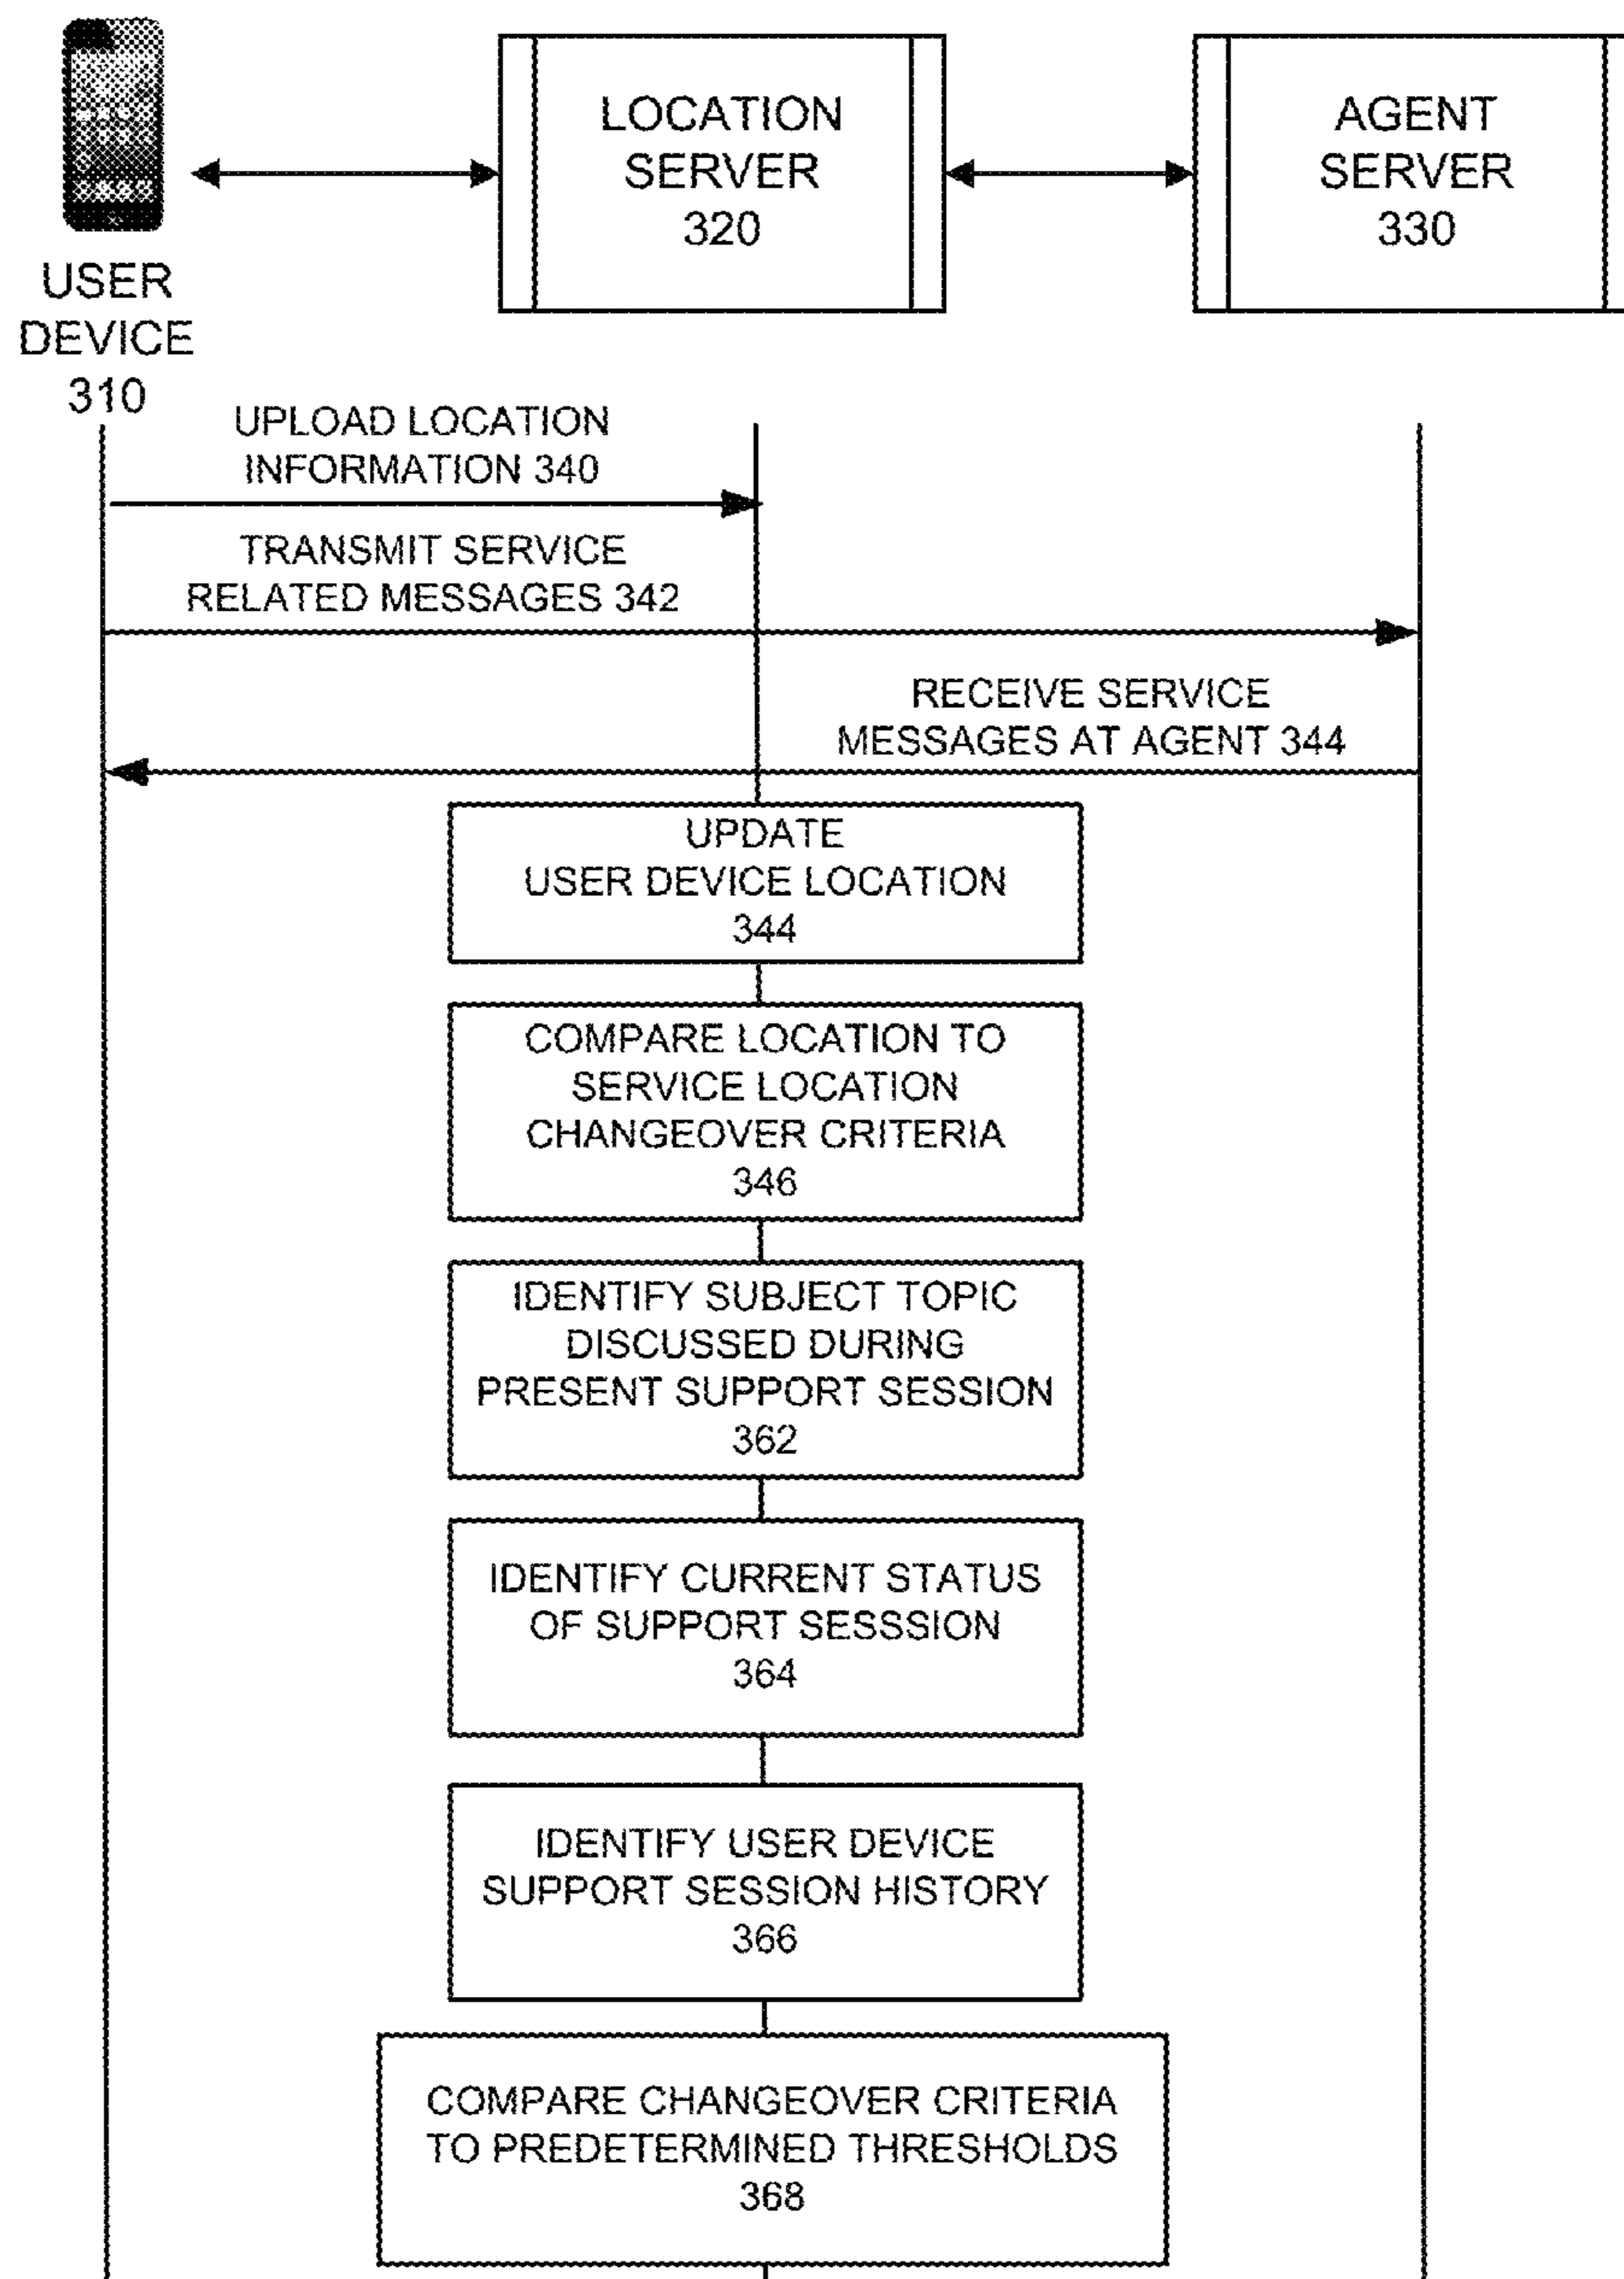 LOCATION
SERVER
320
AGENT
SERVER
330
USER
DEVICE
310
UPLOAD LOCATION
INFORMATION 340
TRANSMIT SERVICE
RELATED MESSAGES 342
RECEIVE SERVICE
MESSAGES AT AGENT 344
UPDATE
USER DEVICE LOCATION
344
COMPARE LOCATION TO
SERVICE LOCATION
CHANGEOVER CRITERIA
346
IDENTIFY SUBJECT TOPIC
DISCUSSED DURING
PRESENT SUPPORT SESSION
362
IDENTIFY CURRENT STATUS
OF SUPPORT SESSSION
364
IDENTIFY USER DEVICE
SUPPORT SESSION HISTORY
366
COMPARE CHANGEOVER CRITERIA
TO PREDETERMINED THRESHOLDS
368